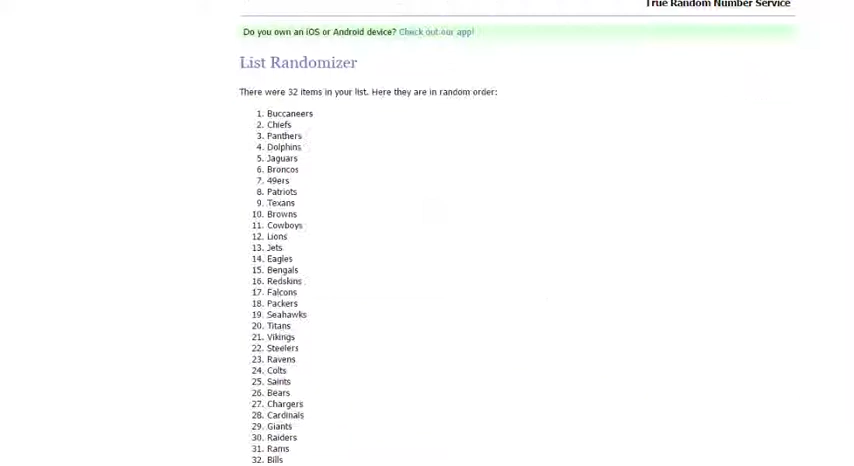 True Random Number Service
Do you own an iOS or Android device? Check out our app!
List Randomizer
There were 32 items in your list. Here they are in random order:
1. Buccaneers
2. Chiefs
3. Panthers
4. Dolphins
5. Jaguars
6. Broncos
7. 49ers
8. Patriots
9. Texans
10. Browns
11. Cowboys
12. Lions
13. Jets
14. Eagles
15. Bengals
16. Redskins
17. Falcons
18. Packers
19. Seahawks
20. Titans
21. Vikings
22. Steelers
23. Ravens
24. Colts
25. Saints
26. Bears
27. Chargers
28. Cardinals
29. Giants
30. Raiders
31. Rams
32. Bills